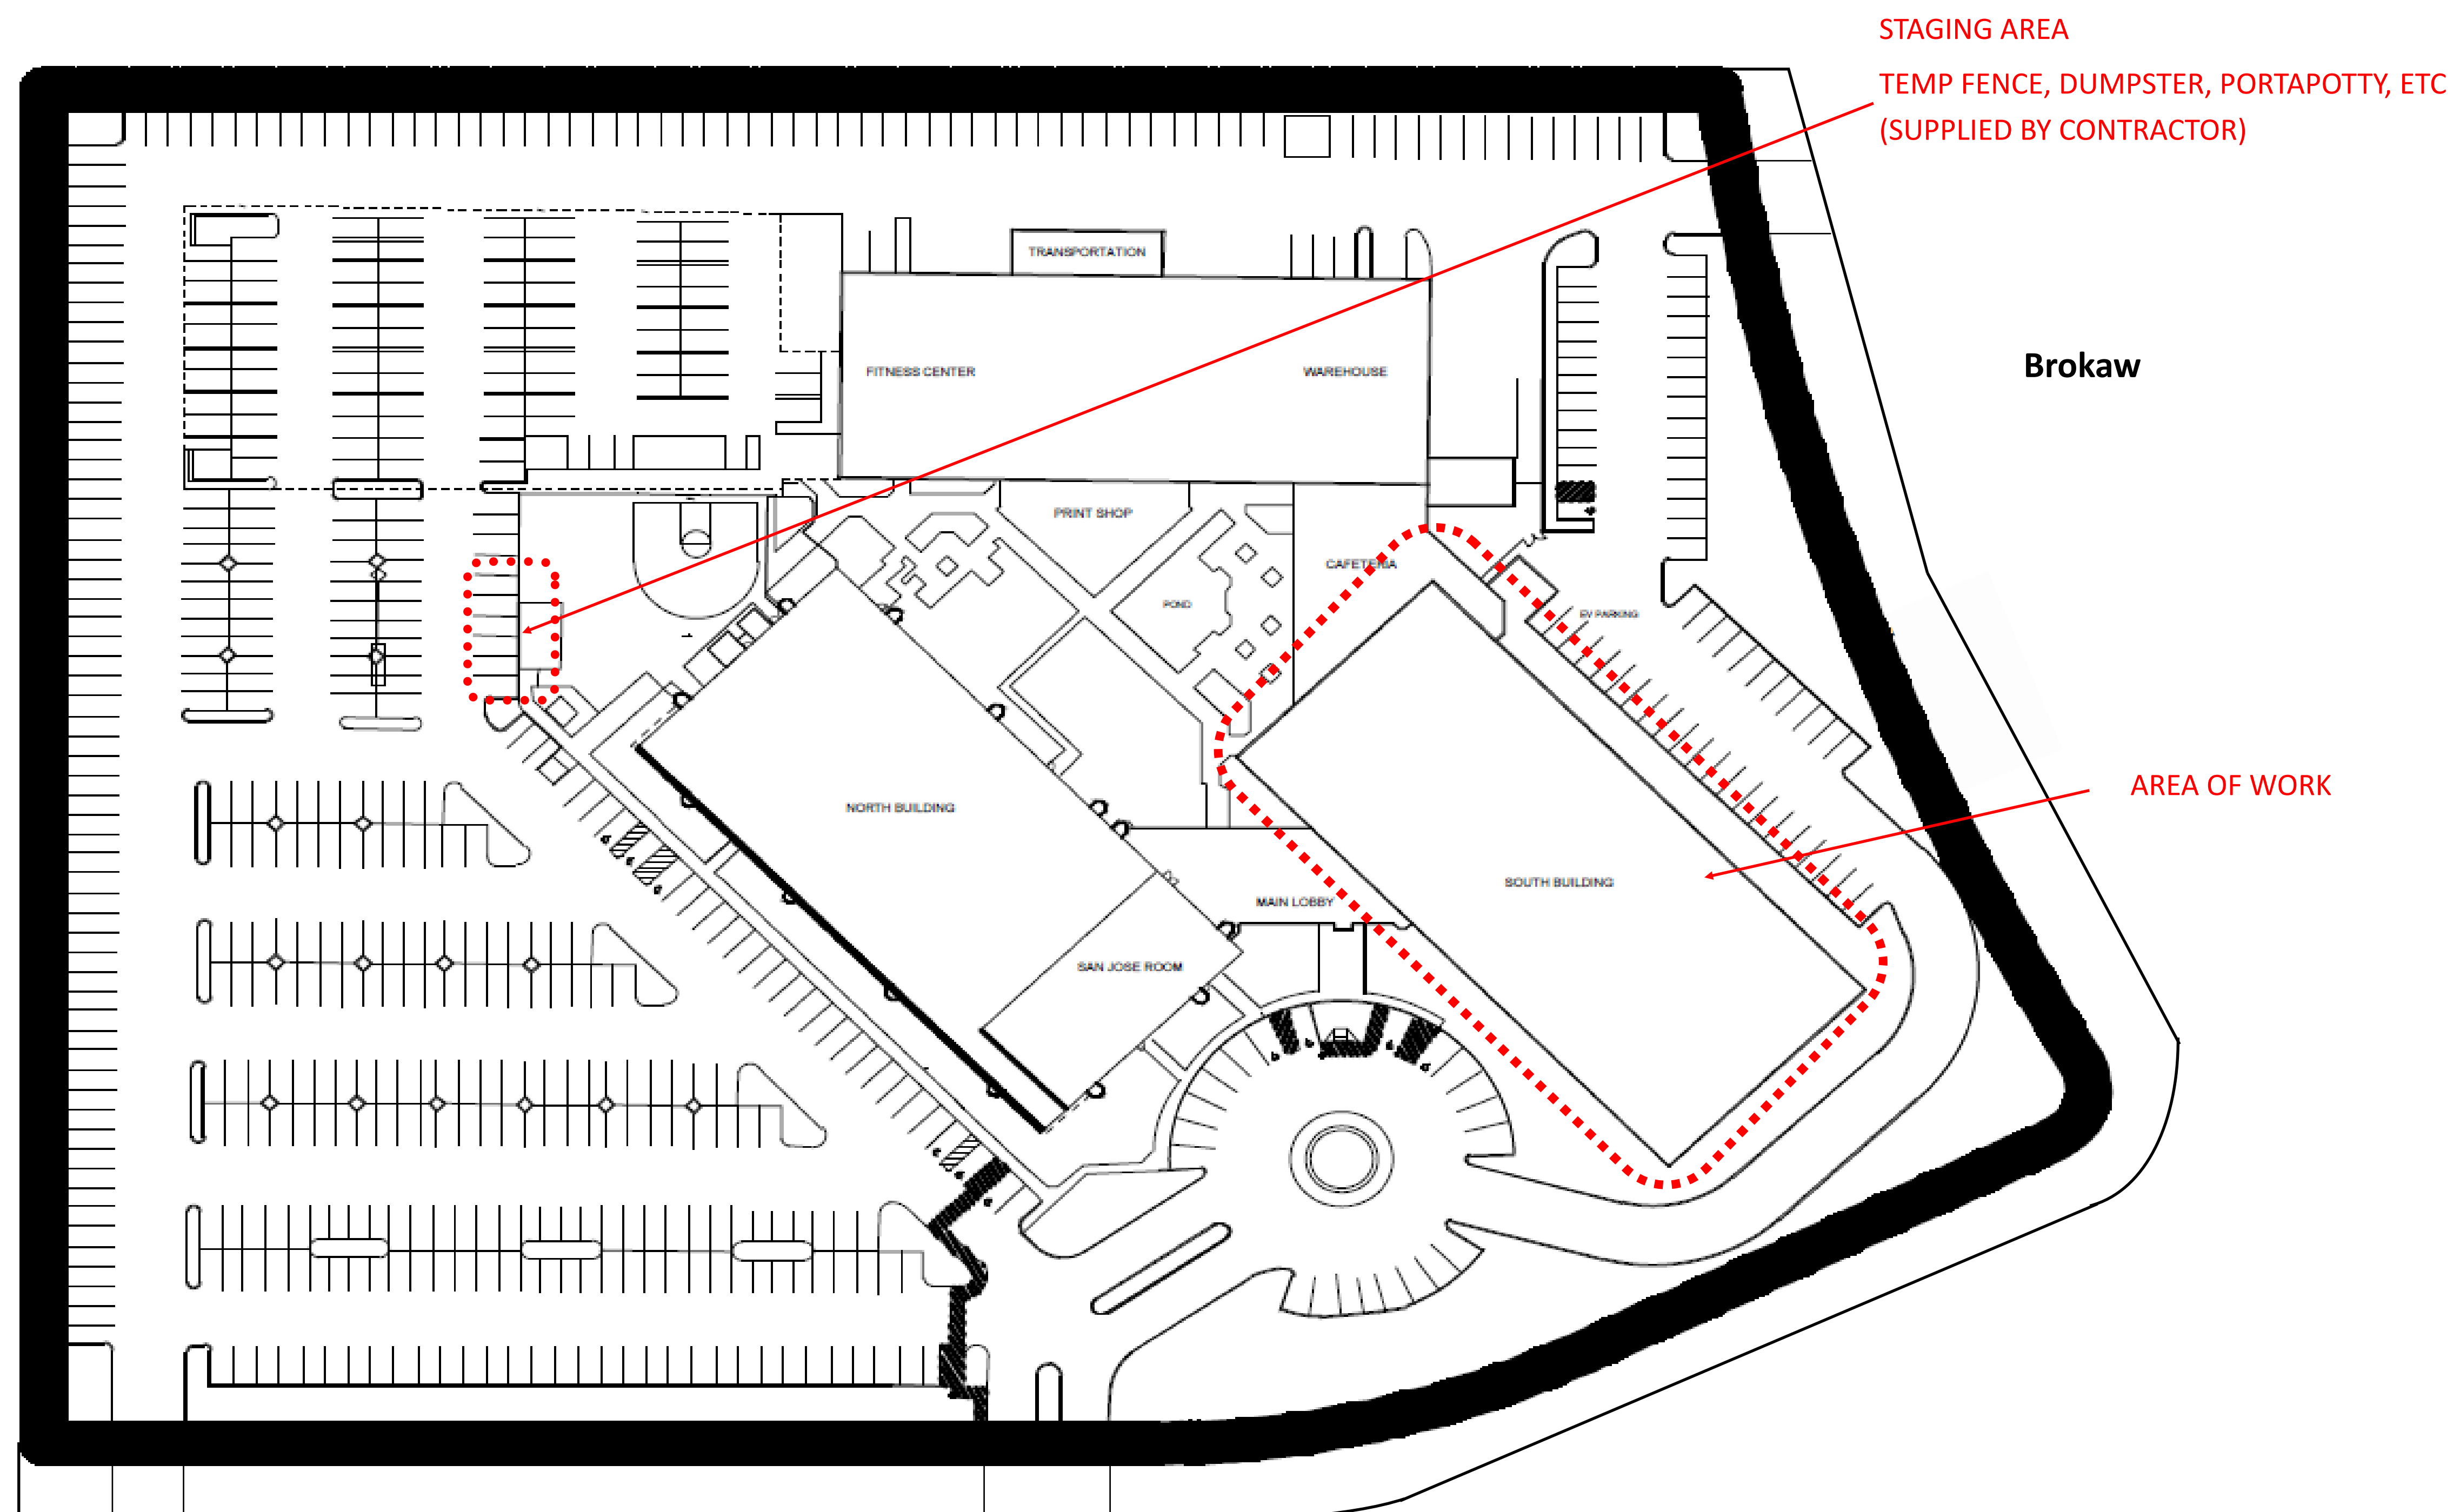 STAGING AREA
TEMP FENCE, DUMPSTER, PORTAPOTTY, ETC
(SUPPLIED BY CONTRACTOR)
TRANSPORTATION
FITNESS CENTER
WAREHOUSE
Brokaw
PRINT SHOP
CAFETERIA
POND
EV PARKING
AREA OF WORK
NORTH BUILDING
SOUTH BUILDING
MAIN LOBBY
SAN JOSE ROOM